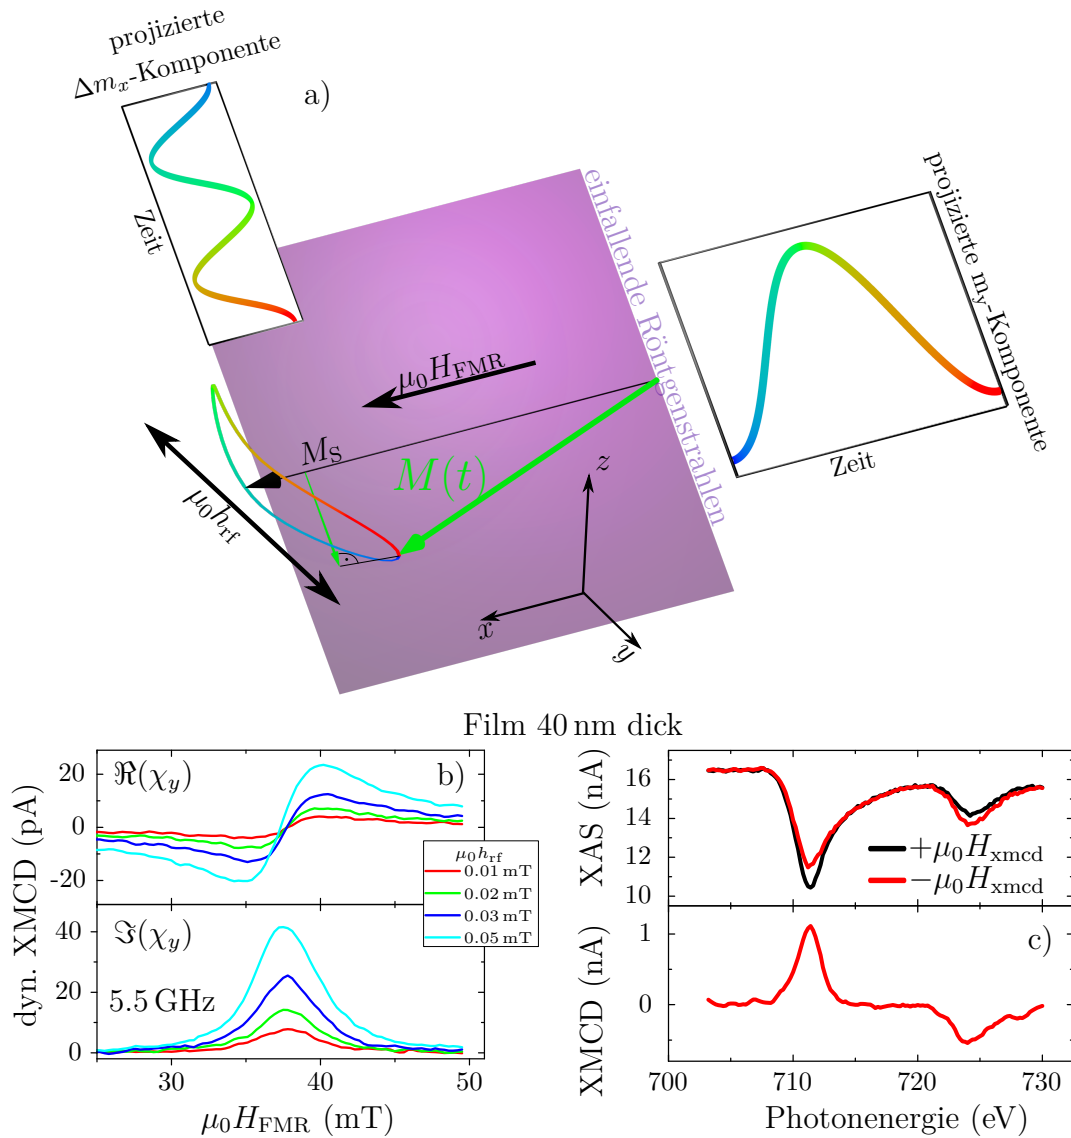 projizierte
Δmₓ-Komponente
a)
Zeit
einfallende Röntgenstrahlen
projizierte m_y-Komponente
Zeit
μ₀H_FMR
M_S
M(t)
μ₀h_rf
z
x
y
Film 40 nm dick
ℜ(χ_y)
b)
20
0
-20
dyn. XMCD (pA)
μ₀h_rf
0.01 mT
0.02 mT
0.03 mT
0.05 mT
ℑ(χ_y)
5.5 GHz
40
20
0
30
40
50
μ₀H_FMR (mT)
XAS (nA)
16
14
12
10
+μ₀H_xmcd
−μ₀H_xmcd
XMCD (nA)
c)
1
0
700
710
720
730
Photonenergie (eV)